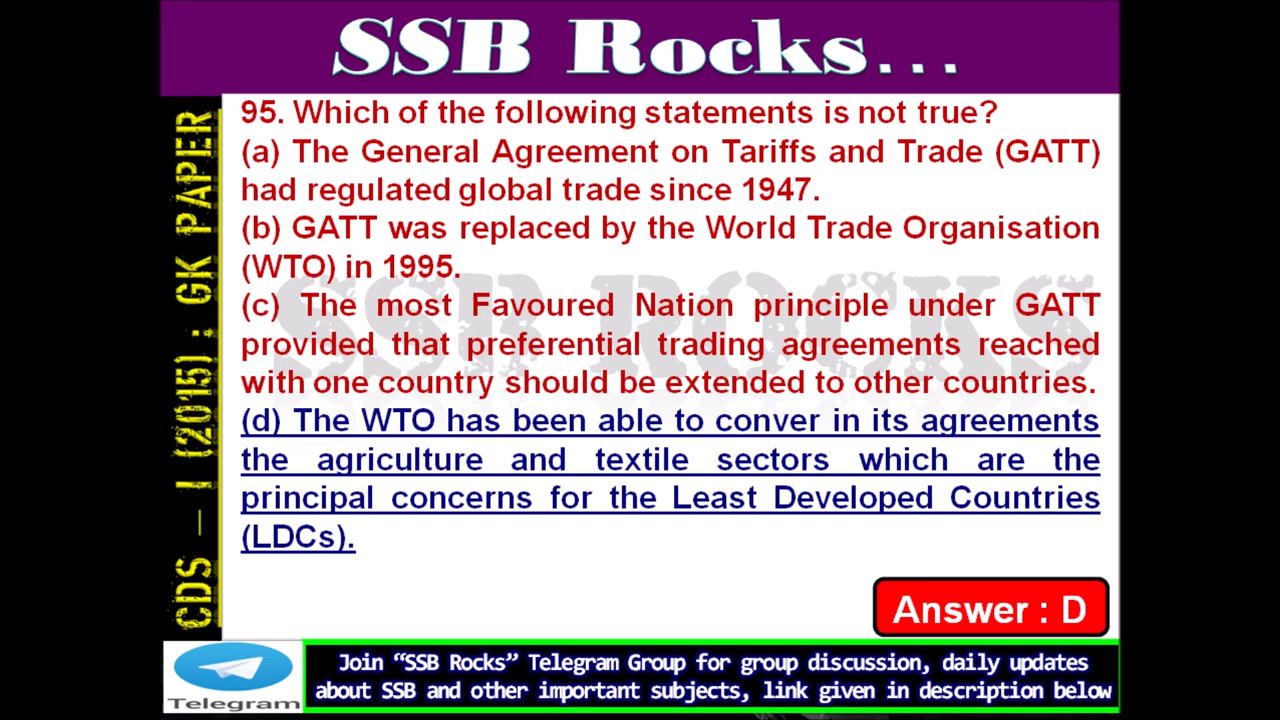 SSB Rocks...
CDS – I (2015) : GK PAPER
SSB ROCKS
95. Which of the following statements is not true?
(a) The General Agreement on Tariffs and Trade (GATT)
had regulated global trade since 1947.
(b) GATT was replaced by the World Trade Organisation
(WTO) in 1995.
(c) The most Favoured Nation principle under GATT
provided that preferential trading agreements reached
with one country should be extended to other countries.
(d) The WTO has been able to conver in its agreements
the agriculture and textile sectors which are the
principal concerns for the Least Developed Countries
(LDCs).
Answer : D
Telegram
Join “SSB Rocks” Telegram Group for group discussion, daily updates
about SSB and other important subjects, link given in description below